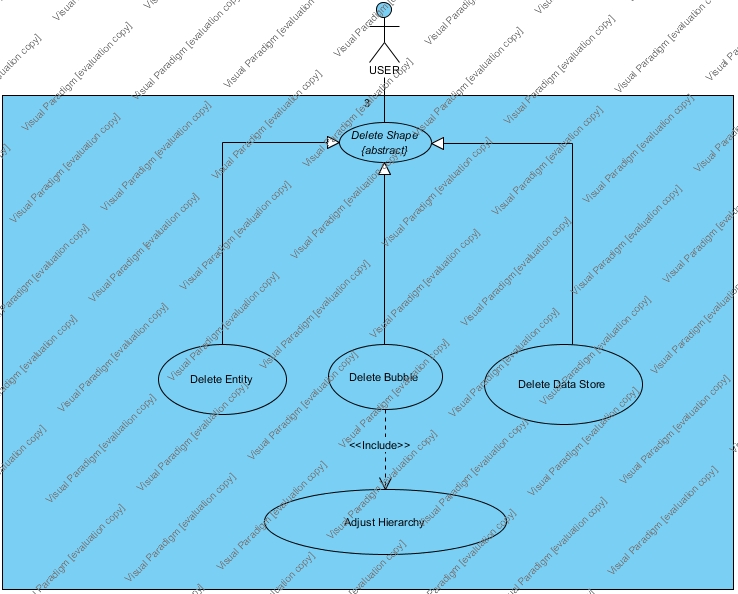 USER
3
Delete Shape
{abstract}
Delete Entity
Delete Bubble
Delete Data Store
<<Include>>
Adjust Hierarchy
Visual Paradigm [evaluation copy]